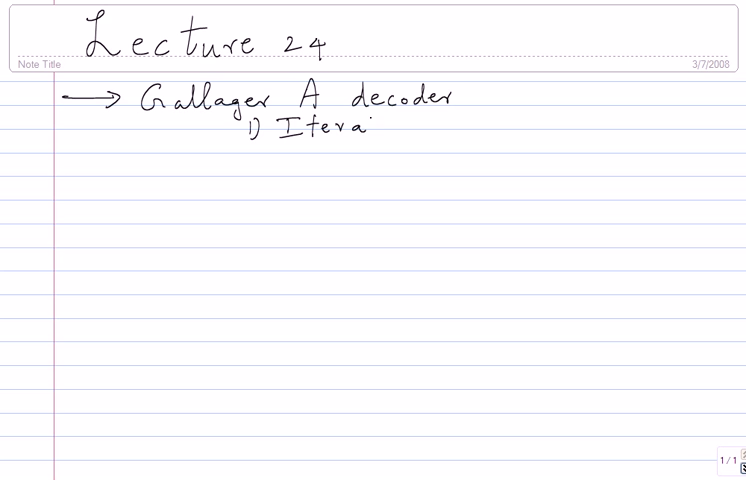 Lecture 24
Note Title
3/7/2008
→ Gallager A decoder
1) Itera
1/1